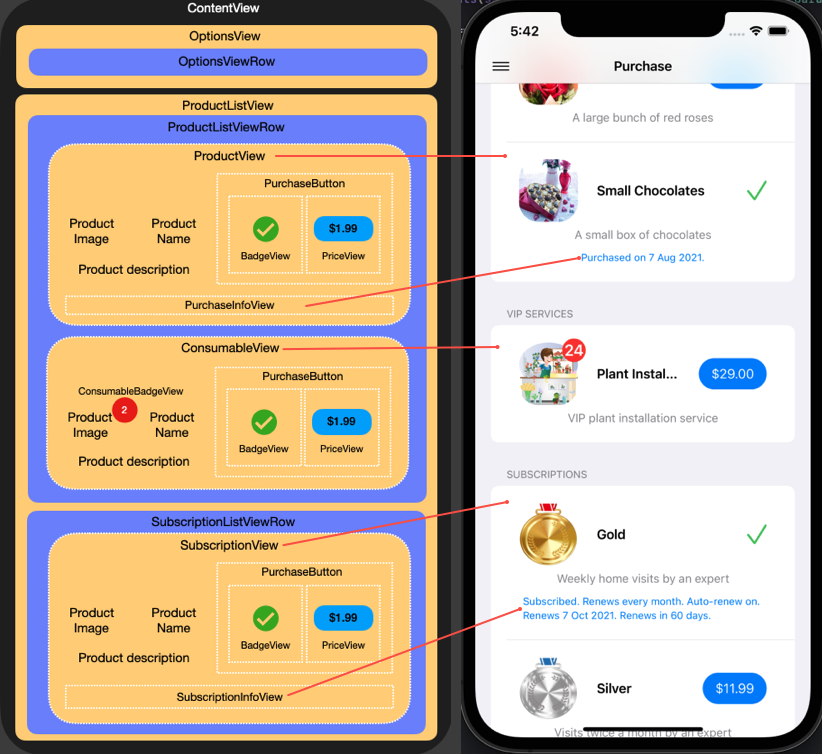 ContentView
OptionsView
OptionsViewRow
ProductListView
ProductListViewRow
ProductView
PurchaseButton
Product
Image
Product
Name
$1.99
BadgeView
PriceView
Product description
PurchaseInfoView
ConsumableView
PurchaseButton
ConsumableBadgeView
2
Product
Image
Product
Name
$1.99
BadgeView
PriceView
Product description
SubscriptionListViewRow
SubscriptionView
PurchaseButton
Product
Image
Product
Name
$1.99
BadgeView
PriceView
Product description
SubscriptionInfoView
5:42
Purchase
A large bunch of red roses
Small Chocolates
A small box of chocolates
Purchased on 7 Aug 2021.
VIP SERVICES
24
Plant Instal...
$29.00
VIP plant installation service
SUBSCRIPTIONS
Gold
Weekly home visits by an expert
Subscribed. Renews every month. Auto-renew on.
Renews 7 Oct 2021. Renews in 60 days.
Silver
$11.99
Visits twice a month by an expert